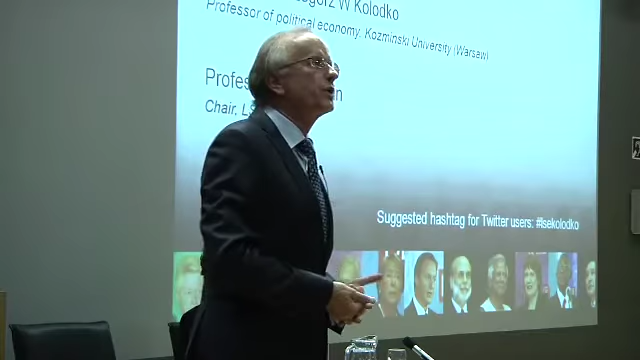 W Kolodko
Professor of political economy, Kozminski University (Warsaw)
Chair,
Suggested hashtag for Twitter users: #lsekolodko